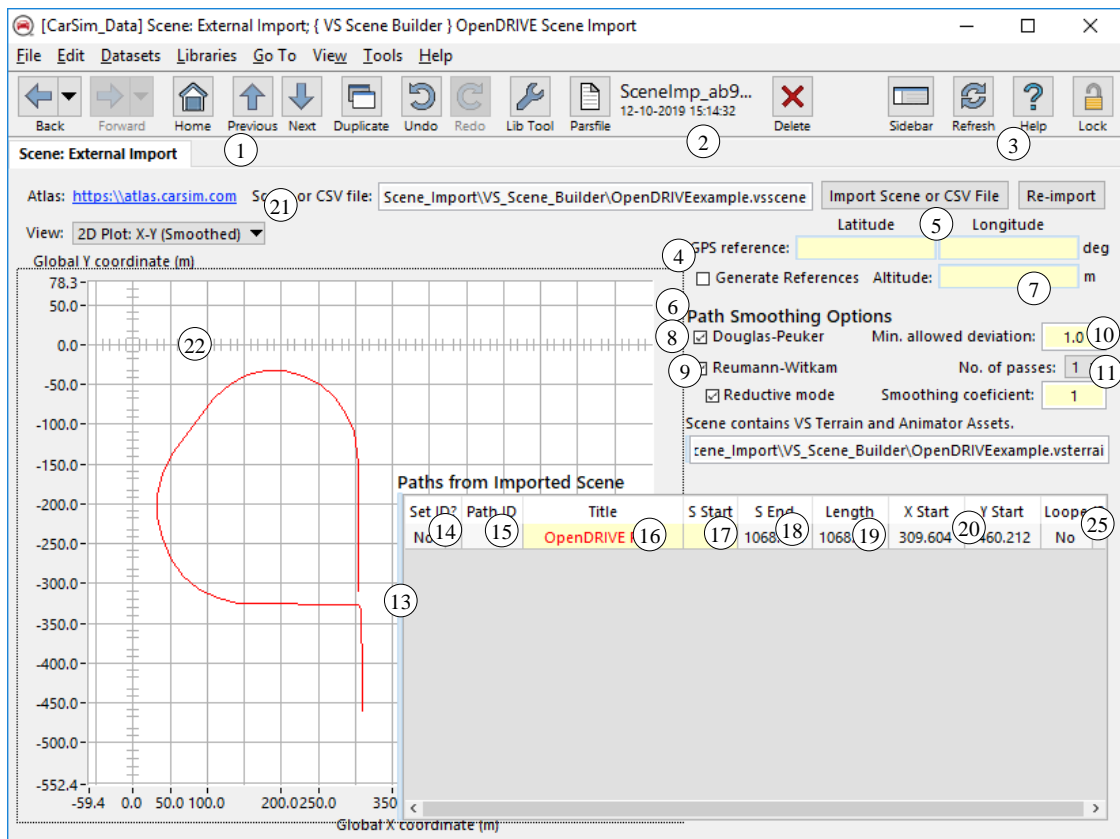 [CarSim_Data] Scene: External Import; { VS Scene Builder } OpenDRIVE Scene Import
File Edit Datasets Libraries Go To View Tools Help
SceneImp_ab9...
12-10-2019 15:14:32
Back Forward Home Previous Next Duplicate Undo Redo Lib Tool Parsfile Delete Sidebar Refresh Help Lock
1 2 3
Scene: External Import
Atlas: https:\\atlas.carsim.com 21 or CSV file: Scene_Import\VS_Scene_Builder\OpenDRIVEexample.vsscene Import Scene or CSV File Re-import
Latitude 5 Longitude
View: 2D Plot: X-Y (Smoothed)
4 GPS reference: deg
Global Y coordinate (m)
Generate References Altitude: 7 m
6
Path Smoothing Options
8 Douglas-Peuker Min. allowed deviation: 1.0 10
9 Reumann-Witkam No. of passes: 1 11
Reductive mode Smoothing coeficient: 1
Scene contains VS Terrain and Animator Assets.
cene_Import\VS_Scene_Builder\OpenDRIVEexample.vsterrai
78.3
50.0
0.0 22
-50.0
-100.0
-150.0
-200.0
-250.0
-300.0
-350.0
-400.0
-450.0
-500.0
-552.4
-59.4 0.0 50.0 100.0 200.0 250.0 350
Global X coordinate (m)
13
Paths from Imported Scene
Set ID? Path ID Title S Start S End Length X Start Y Start
14 15 OpenDRIVE 16 17 1068 18 1068 19 309.604 20 460.212 No 25